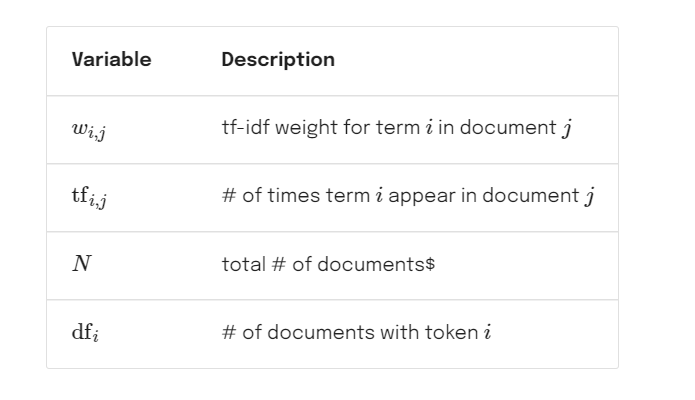 Variable Description
w_{i,j} tf-idf weight for term i in document j
tf_{i,j} # of times term i appear in document j
N total # of documents$
df_i # of documents with token i